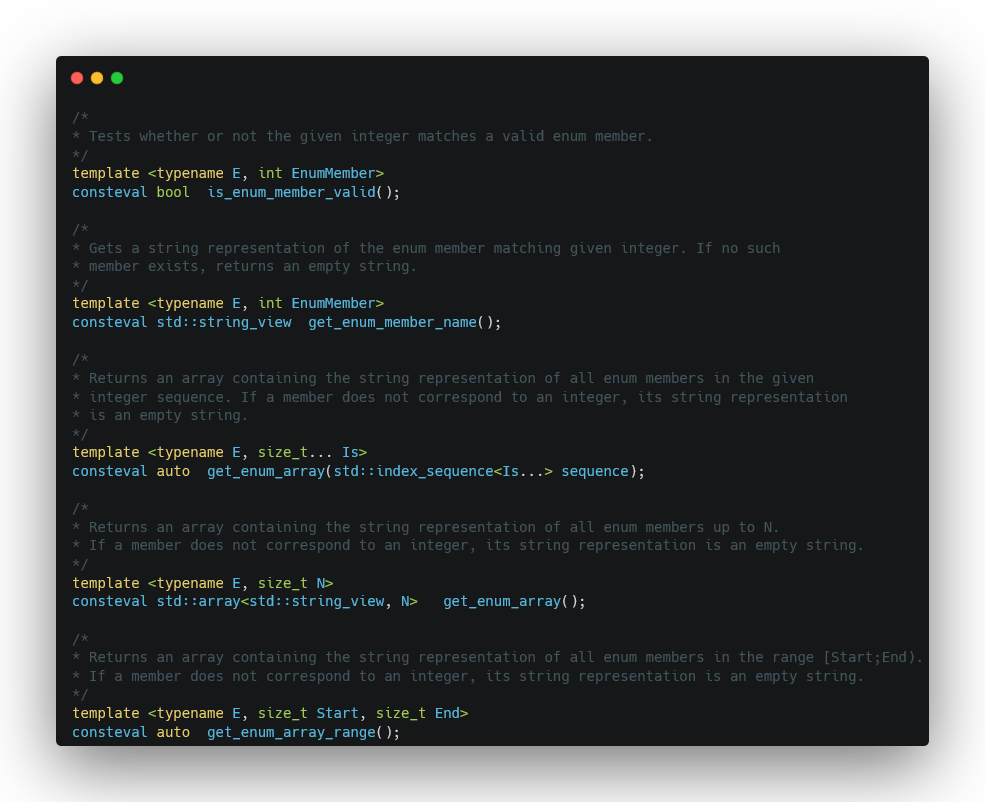 /*
* Tests whether or not the given integer matches a valid enum member.
*/
template <typename E, int EnumMember>
consteval bool  is_enum_member_valid();
/*
* Gets a string representation of the enum member matching given integer. If no such
* member exists, returns an empty string.
*/
template <typename E, int EnumMember>
consteval std::string_view  get_enum_member_name();
/*
* Returns an array containing the string representation of all enum members in the given
* integer sequence. If a member does not correspond to an integer, its string representation
* is an empty string.
*/
template <typename E, size_t... Is>
consteval auto  get_enum_array(std::index_sequence<Is...> sequence);
/*
* Returns an array containing the string representation of all enum members up to N.
* If a member does not correspond to an integer, its string representation is an empty string.
*/
template <typename E, size_t N>
consteval std::array<std::string_view, N>   get_enum_array();
/*
* Returns an array containing the string representation of all enum members in the range [Start;End).
* If a member does not correspond to an integer, its string representation is an empty string.
*/
template <typename E, size_t Start, size_t End>
consteval auto  get_enum_array_range();